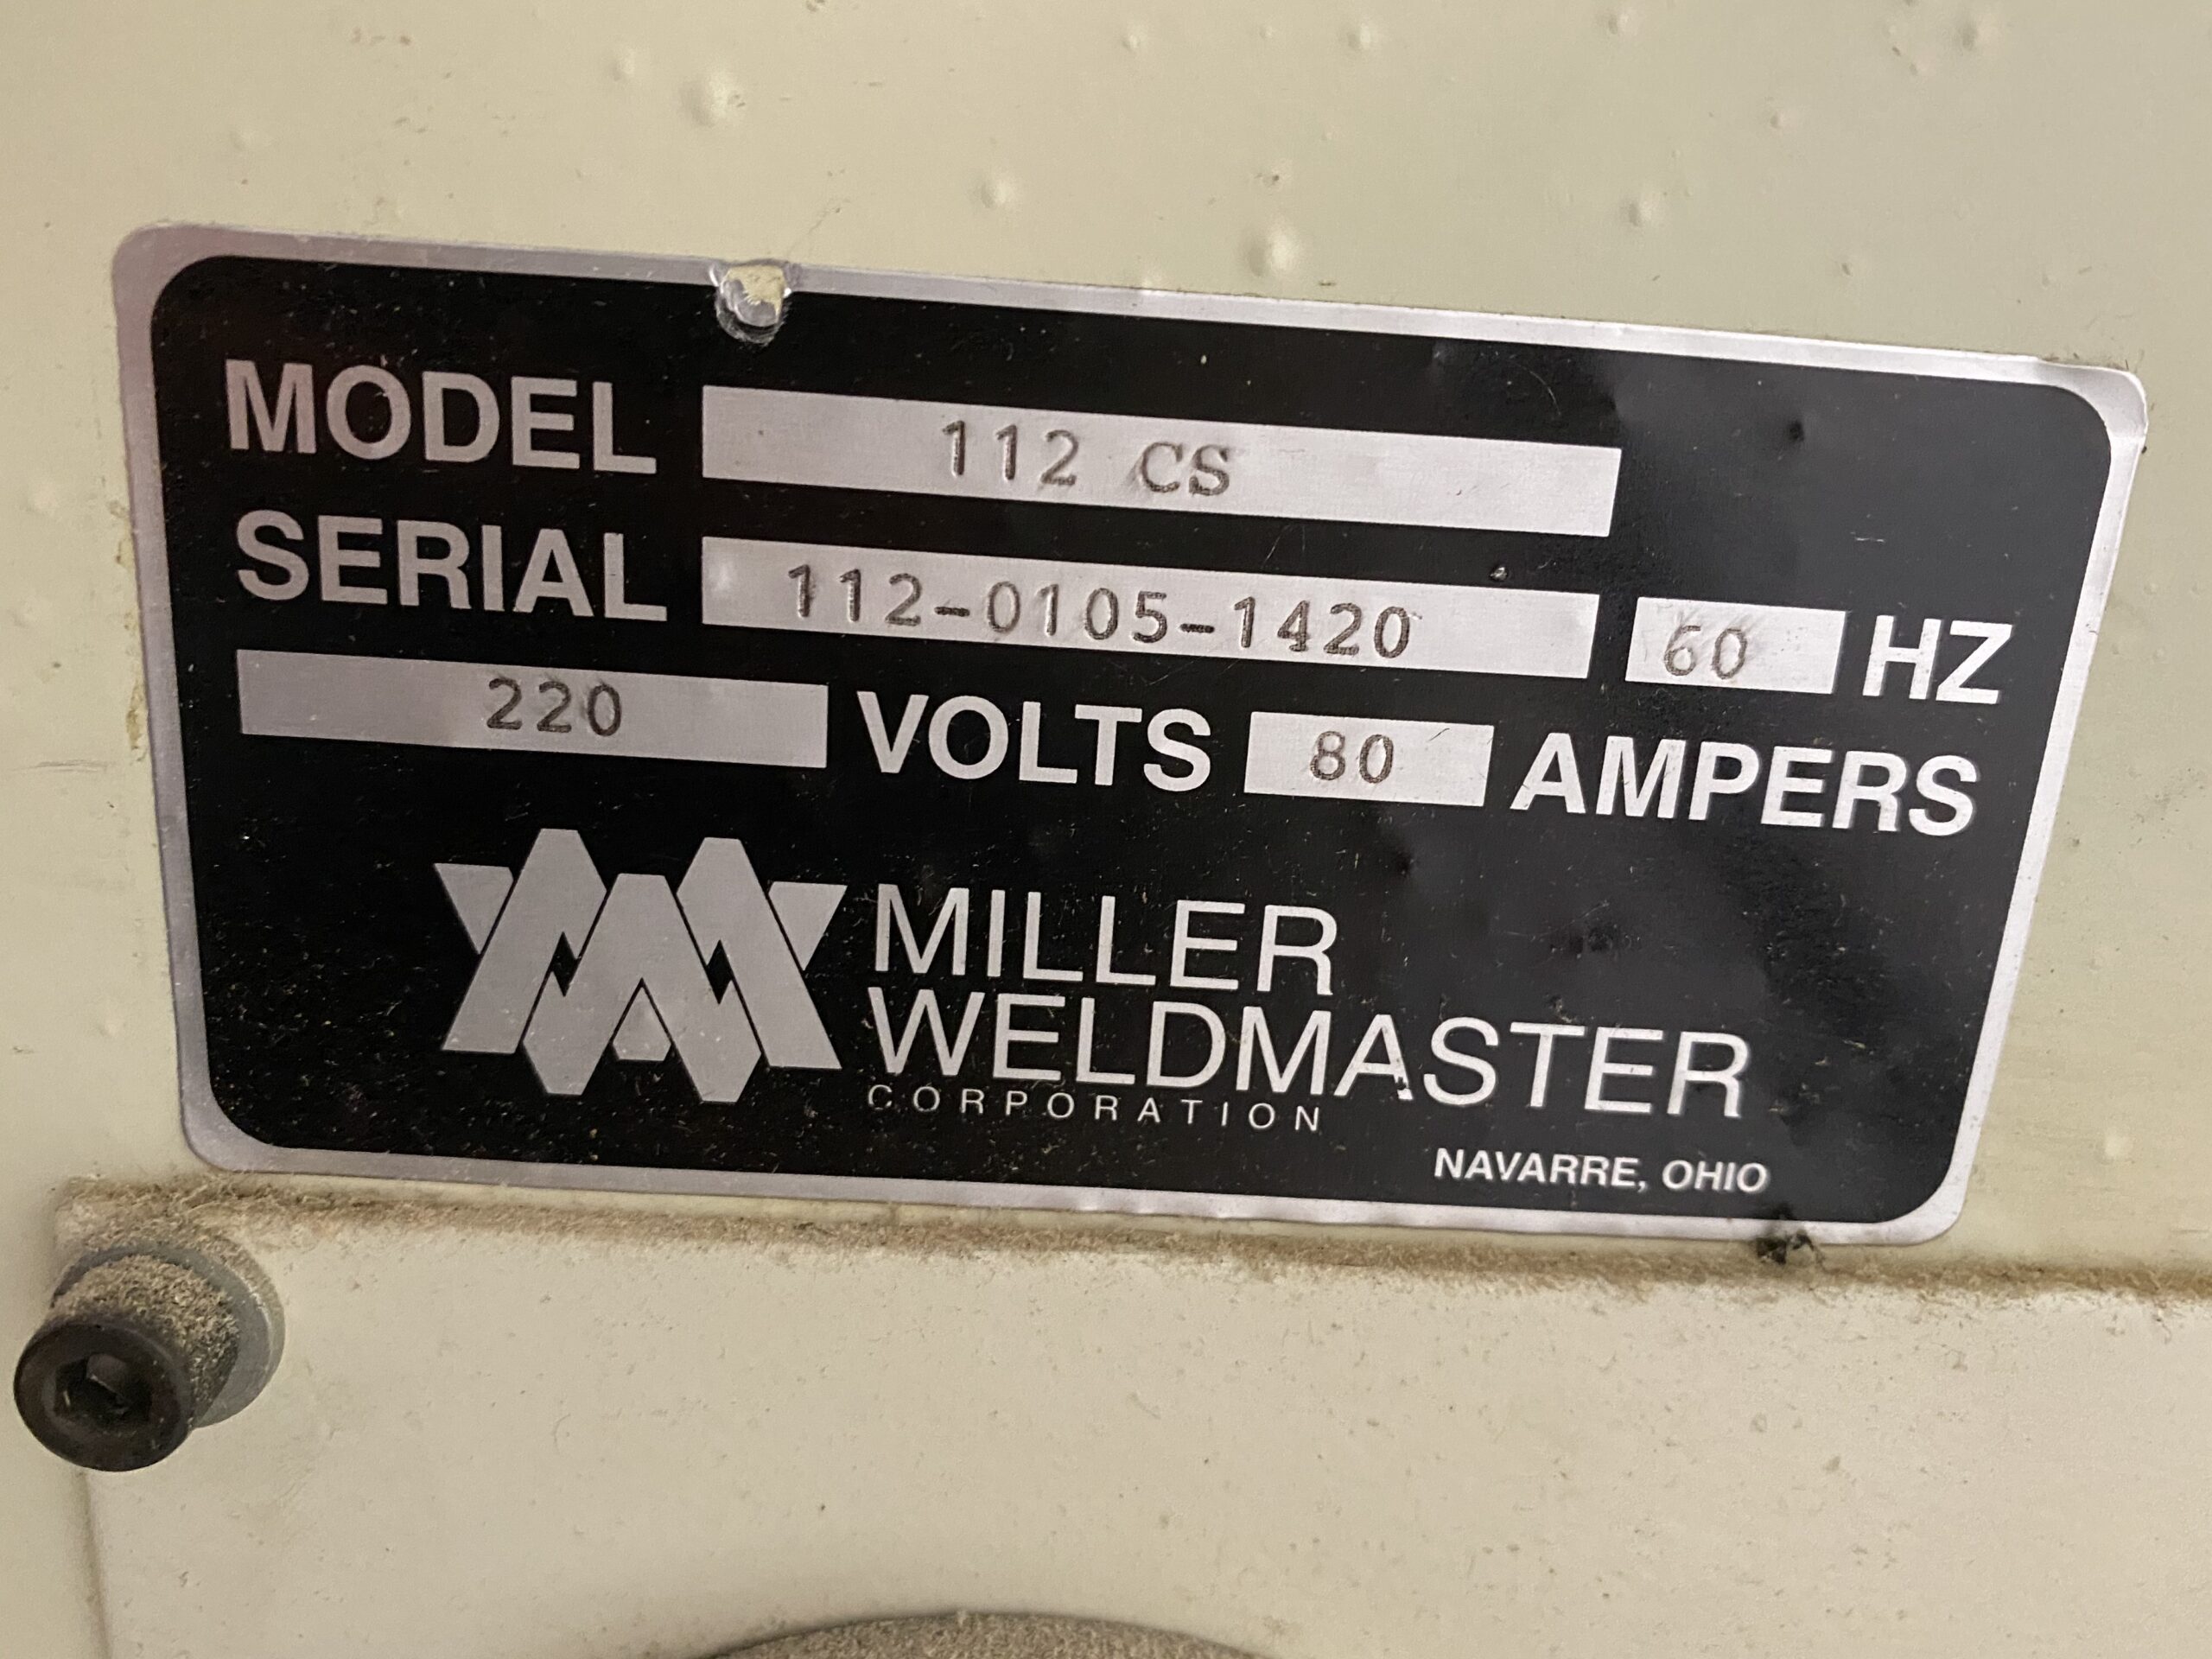 MODEL 112 CS
SERIAL 112-0105-1420 60 HZ
220 VOLTS 80 AMPERS
MILLER
WELDMASTER
CORPORATION
NAVARRE, OHIO